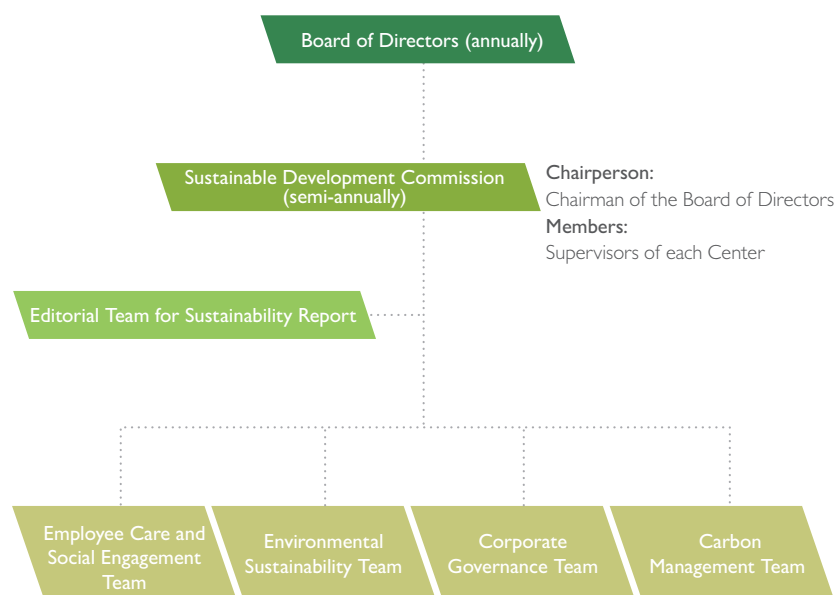 Board of Directors (annually)
Sustainable Development Commission
(semi-annually)
Chairperson:
Chairman of the Board of Directors
Members:
Supervisors of each Center
Editorial Team for Sustainability Report
Employee Care and
Social Engagement
Team
Environmental
Sustainability Team
Corporate
Governance Team
Carbon
Management Team